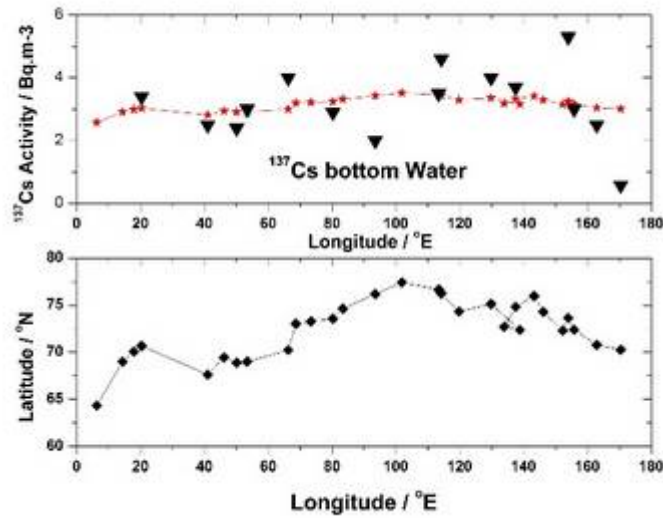 6
4
2
0
¹³⁷Cs Activity / Bq.m-3
¹³⁷Cs bottom Water
0 20 40 60 80 100 120 140 160 180
Longitude / °E
80
75
70
65
60
Latitude / °N
0 20 40 60 80 100 120 140 160 180
Longitude / °E